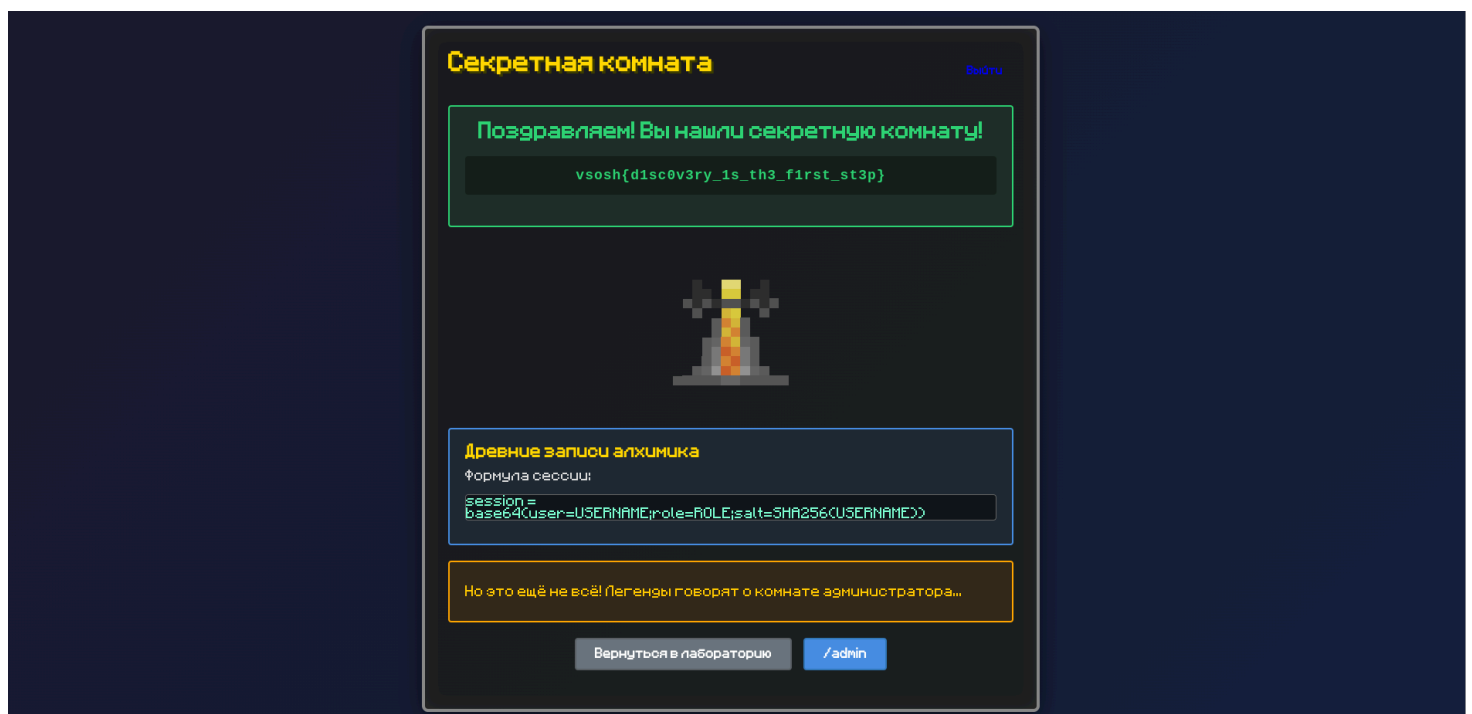 Секретная комната
Выйти
Поздравляем! Вы нашли секретную комнату!
vsosh{d1sc0v3ry_1s_th3_f1rst_st3p}
Древние записи алхимика
Формула сессии:
session =
base64(user=USERNAME;role=ROLE;salt=SHA256(USERNAME))
Но это ещё не всё! Легенды говорят о комнате администратора...
Вернуться в лабораторию
/admin